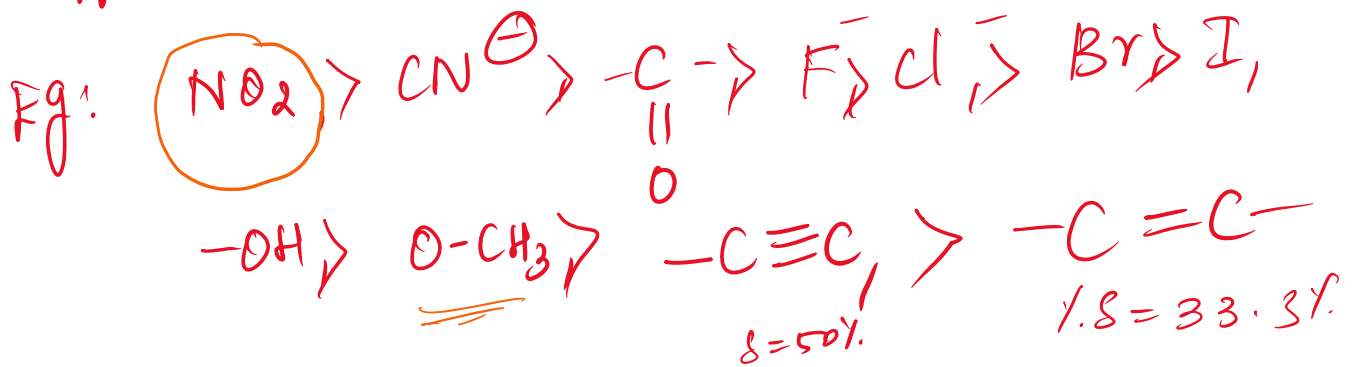 Eg: NO2 > CN⊖ > -C- > F > Cl, > Br > I,
||
O
-OH > O-CH3 > -C≡C, > -C=C-
S=50%. %.S=33.3%.